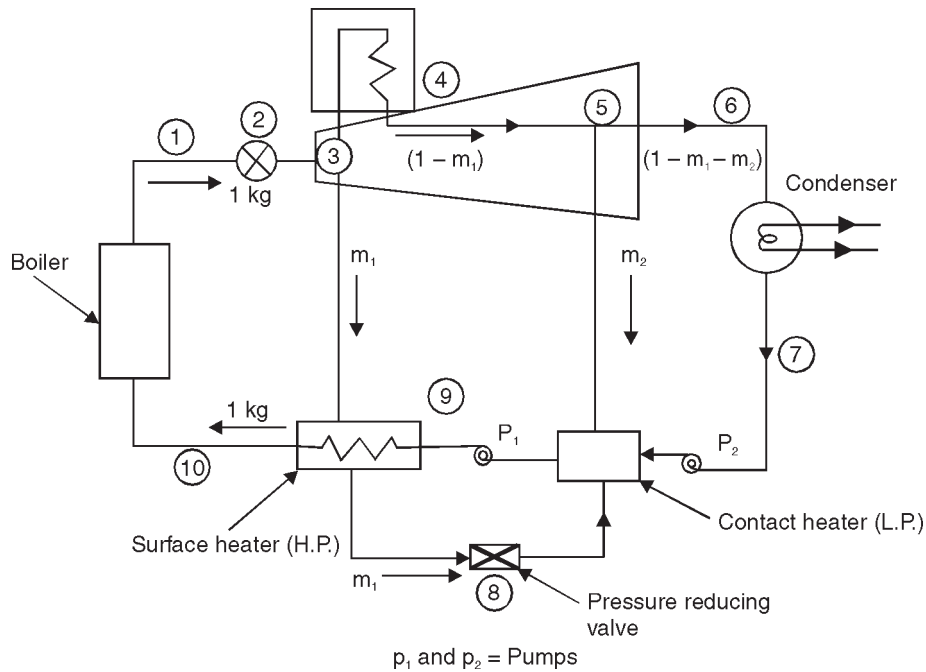 4
5
6
2
1
3
(1 – m₁)
(1 – m₁ – m₂)
1 kg
Condenser
Boiler
m₁
m₂
7
9
1 kg
P₁
P₂
10
Contact heater (L.P.)
Surface heater (H.P.)
m₁
8
Pressure reducing
valve
p₁ and p₂ = Pumps